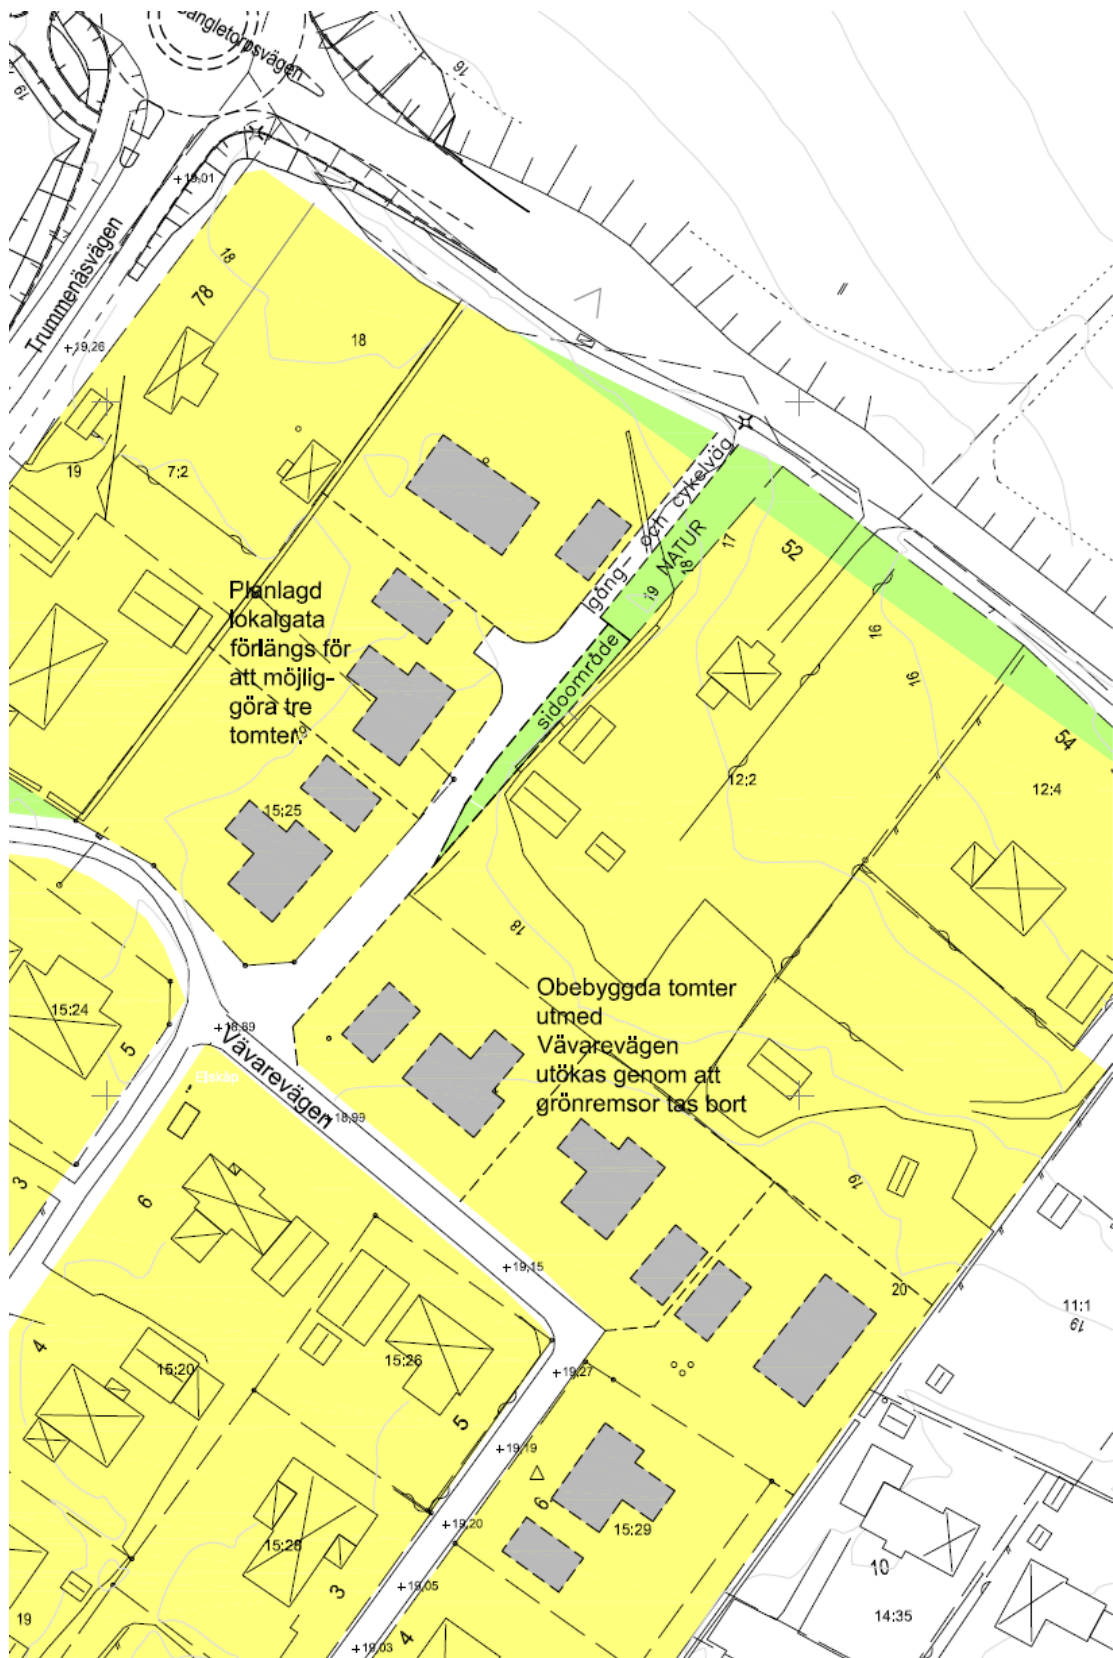 Sängletorpsvägen
16
19
+19,01
Trummenäsvägen
18
78
+19,26
18
19
7:2
gång- och cykelväg
NATUR
17
18
19
52
16
16
54
Planlagd
lokalgata
förlängs för
att möjlig-
göra tre
tomter.
19
sidoområde
12:2
12:4
15:25
18
15:24
5
+18,89
Vävarevägen
Elskåp
+18,99
Obebyggda tomter
utmed
Vävarevägen
utökas genom att
grönremsor tas bort
3
6
19
+19,15
20
11:1
19
4
15:20
15:26
+19,27
5
+19,19
6
15:29
+19,20
15:28
3
+19,05
10
14:35
19
4
+19,03